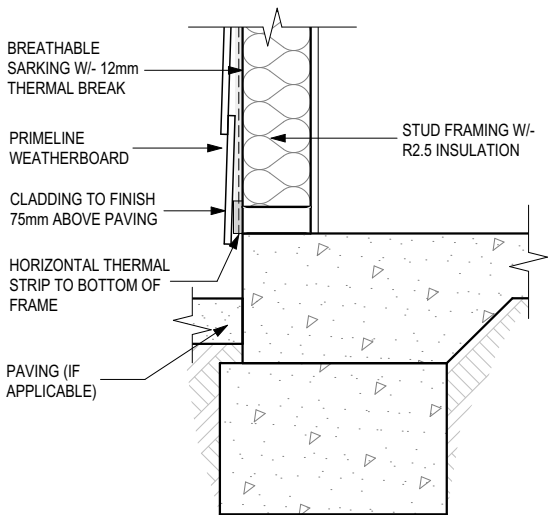 BREATHABLE
SARKING W/- 12mm
THERMAL BREAK
PRIMELINE
WEATHERBOARD
CLADDING TO FINISH
75mm ABOVE PAVING
HORIZONTAL THERMAL
STRIP TO BOTTOM OF
FRAME
PAVING (IF
APPLICABLE)
STUD FRAMING W/-
R2.5 INSULATION